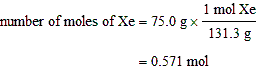 number of moles of Xe = 75.0 g × 1 mol Xe / 131.3 g
= 0.571 mol